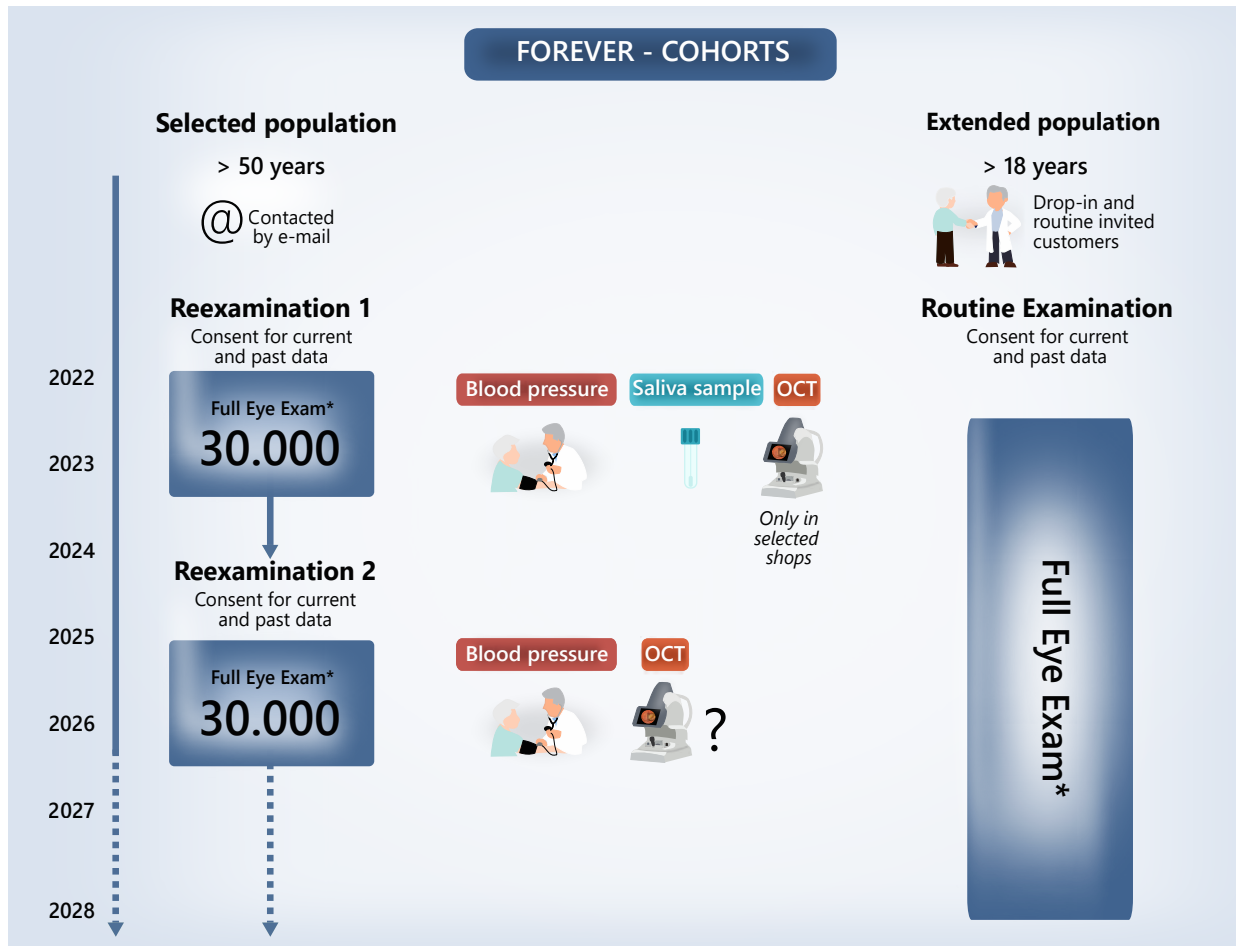 FOREVER - COHORTS
Selected population
> 50 years
@ Contacted
by e-mail
Extended population
> 18 years
Drop-in and
routine invited
customers
Reexamination 1
Consent for current
and past data
Routine Examination
Consent for current
and past data
2022
2023
2024
2025
2026
2027
2028
Full Eye Exam*
30.000
Blood pressure
Saliva sample
OCT
Only in
selected
shops
Reexamination 2
Consent for current
and past data
Full Eye Exam*
30.000
Blood pressure
OCT
?
Full Eye Exam*